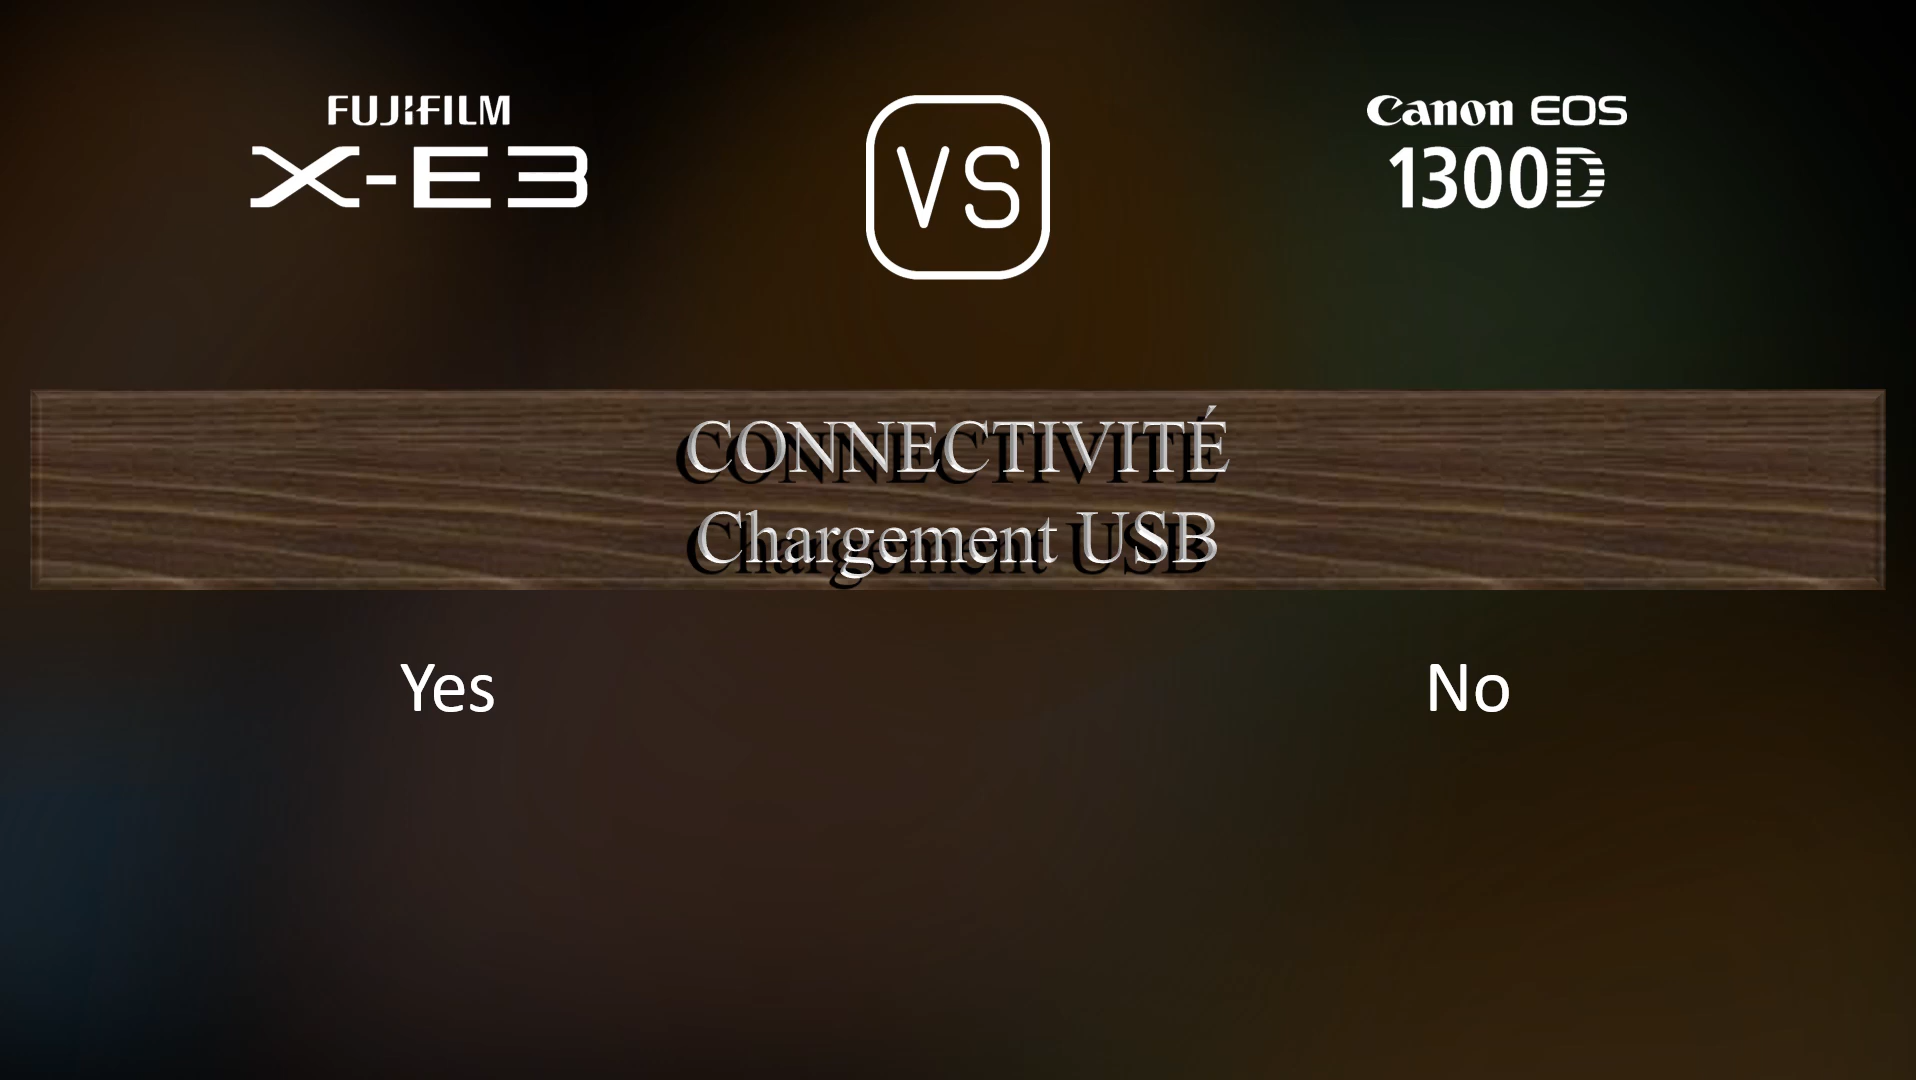 FUJIFILM
X-E3
VS
Canon EOS
1300D
CONNECTIVITÉ
Chargement USB
Yes
No